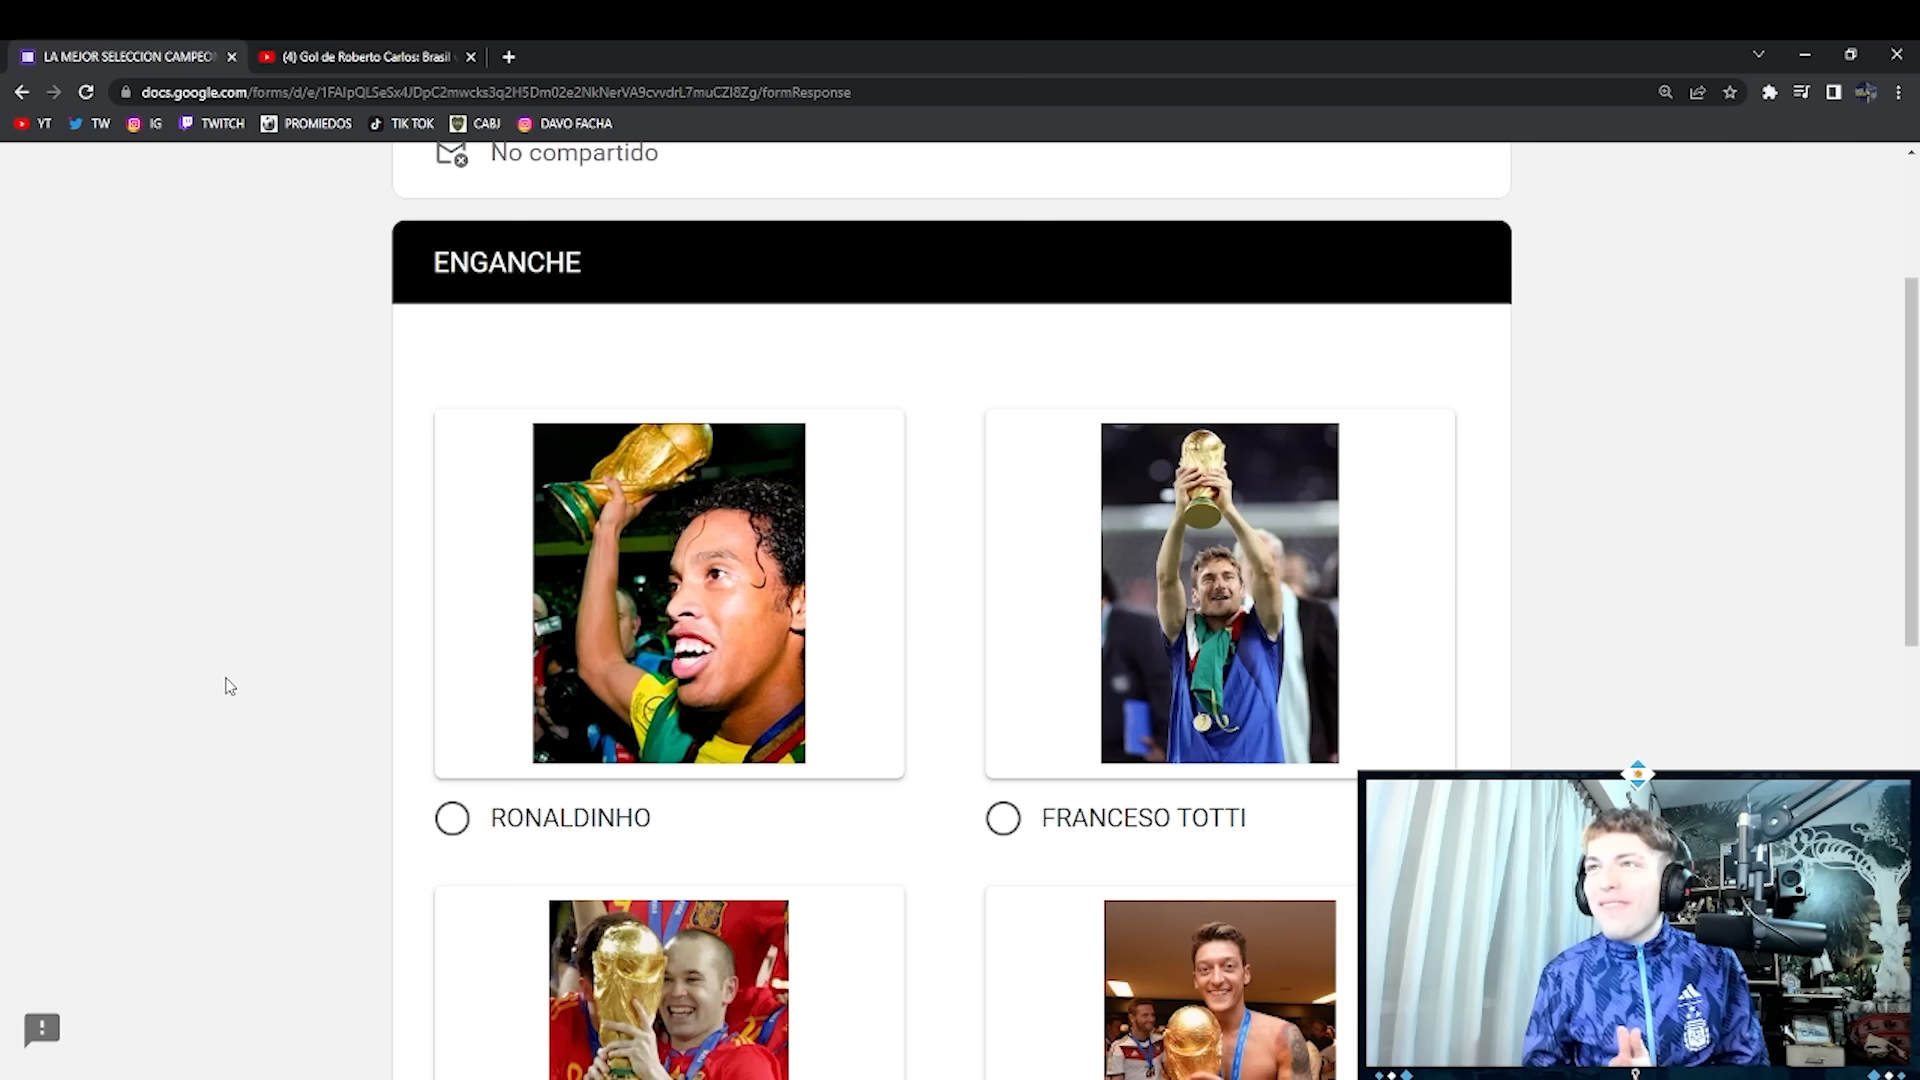 LA MEJOR SELECCION CAMPEO
(4) Gol de Roberto Carlos: Brasil
docs.google.com/forms/d/e/1FAIpQLSeSx4JDpC2mwcks3q2H5Dm02e2NkNerVA9cvvdrL7muCZI8Zg/formResponse
YT
TW
IG
TWITCH
PROMIEDOS
TIK TOK
CABJ
DAVO FACHA
No compartido
ENGANCHE
RONALDINHO
FRANCESO TOTTI